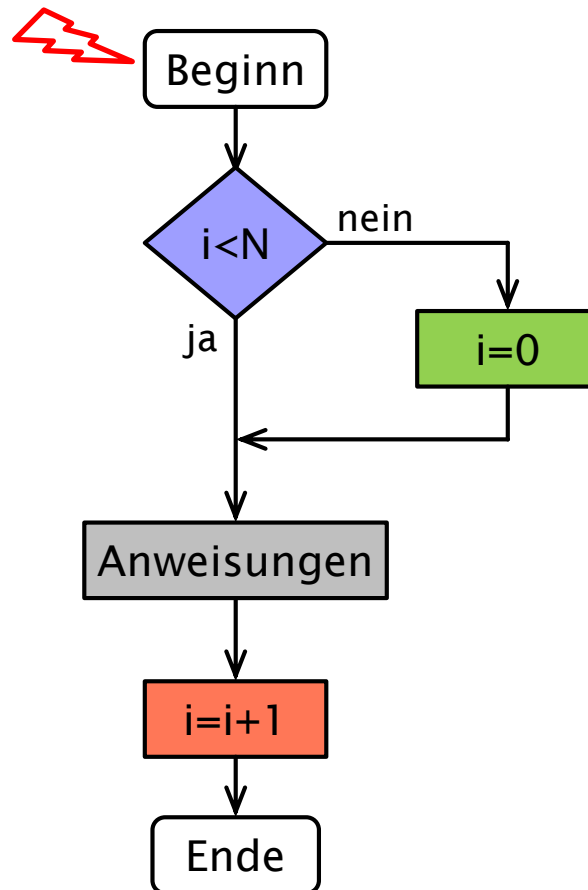 Beginn
i<N
nein
ja
i=0
Anweisungen
i=i+1
Ende